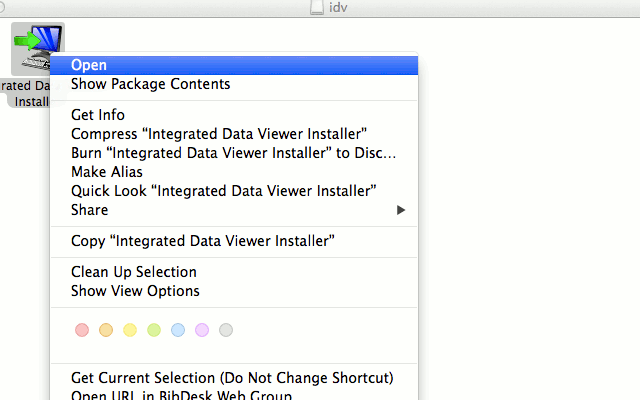 idv
rated Da
Installer
Open
Show Package Contents
Get Info
Compress “Integrated Data Viewer Installer”
Burn “Integrated Data Viewer Installer” to Disc...
Make Alias
Quick Look “Integrated Data Viewer Installer”
Share
Copy “Integrated Data Viewer Installer”
Clean Up Selection
Show View Options
Get Current Selection (Do Not Change Shortcut)
Open URL in BibDesk Web Group